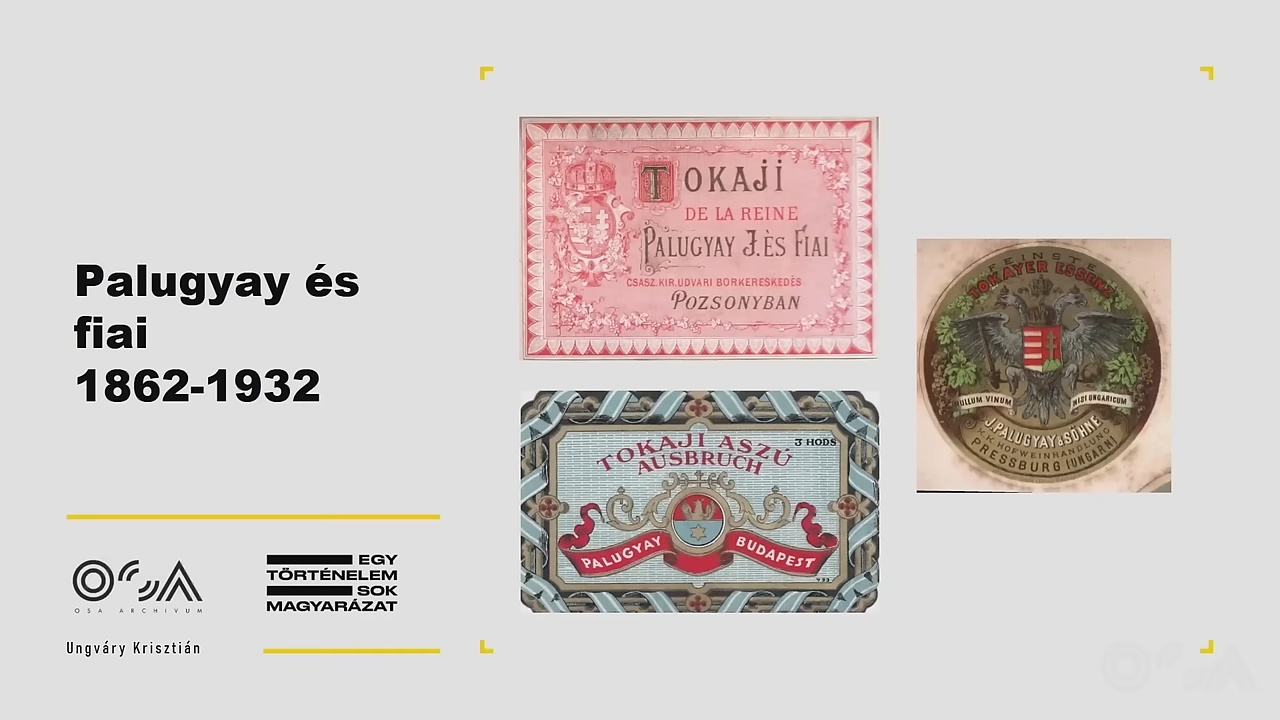 Palugyay és
fiai
1862-1932
OSA ARCHIVUM
EGY
TÖRTÉNELEM
SOK
MAGYARÁZAT
Ungváry Krisztián
TOKAJI
DE LA REINE
PALUGYAY J. ÈS FIAI
CSASZ. KIR. UDVARI BORKERESKEDÉS
POZSONYBAN
TOKAJI ASZÚ
3 HODS
AUSBRUCH
PALUGYAY BUDAPEST
FEINSTE
TOKAYER ESSENZ
NULLUM VINUM NISI UNGARICUM
J. PALUGYAY & SÖHNE
K. K. HOFWEINHANDLUNG
PRESSBURG (UNGARN)